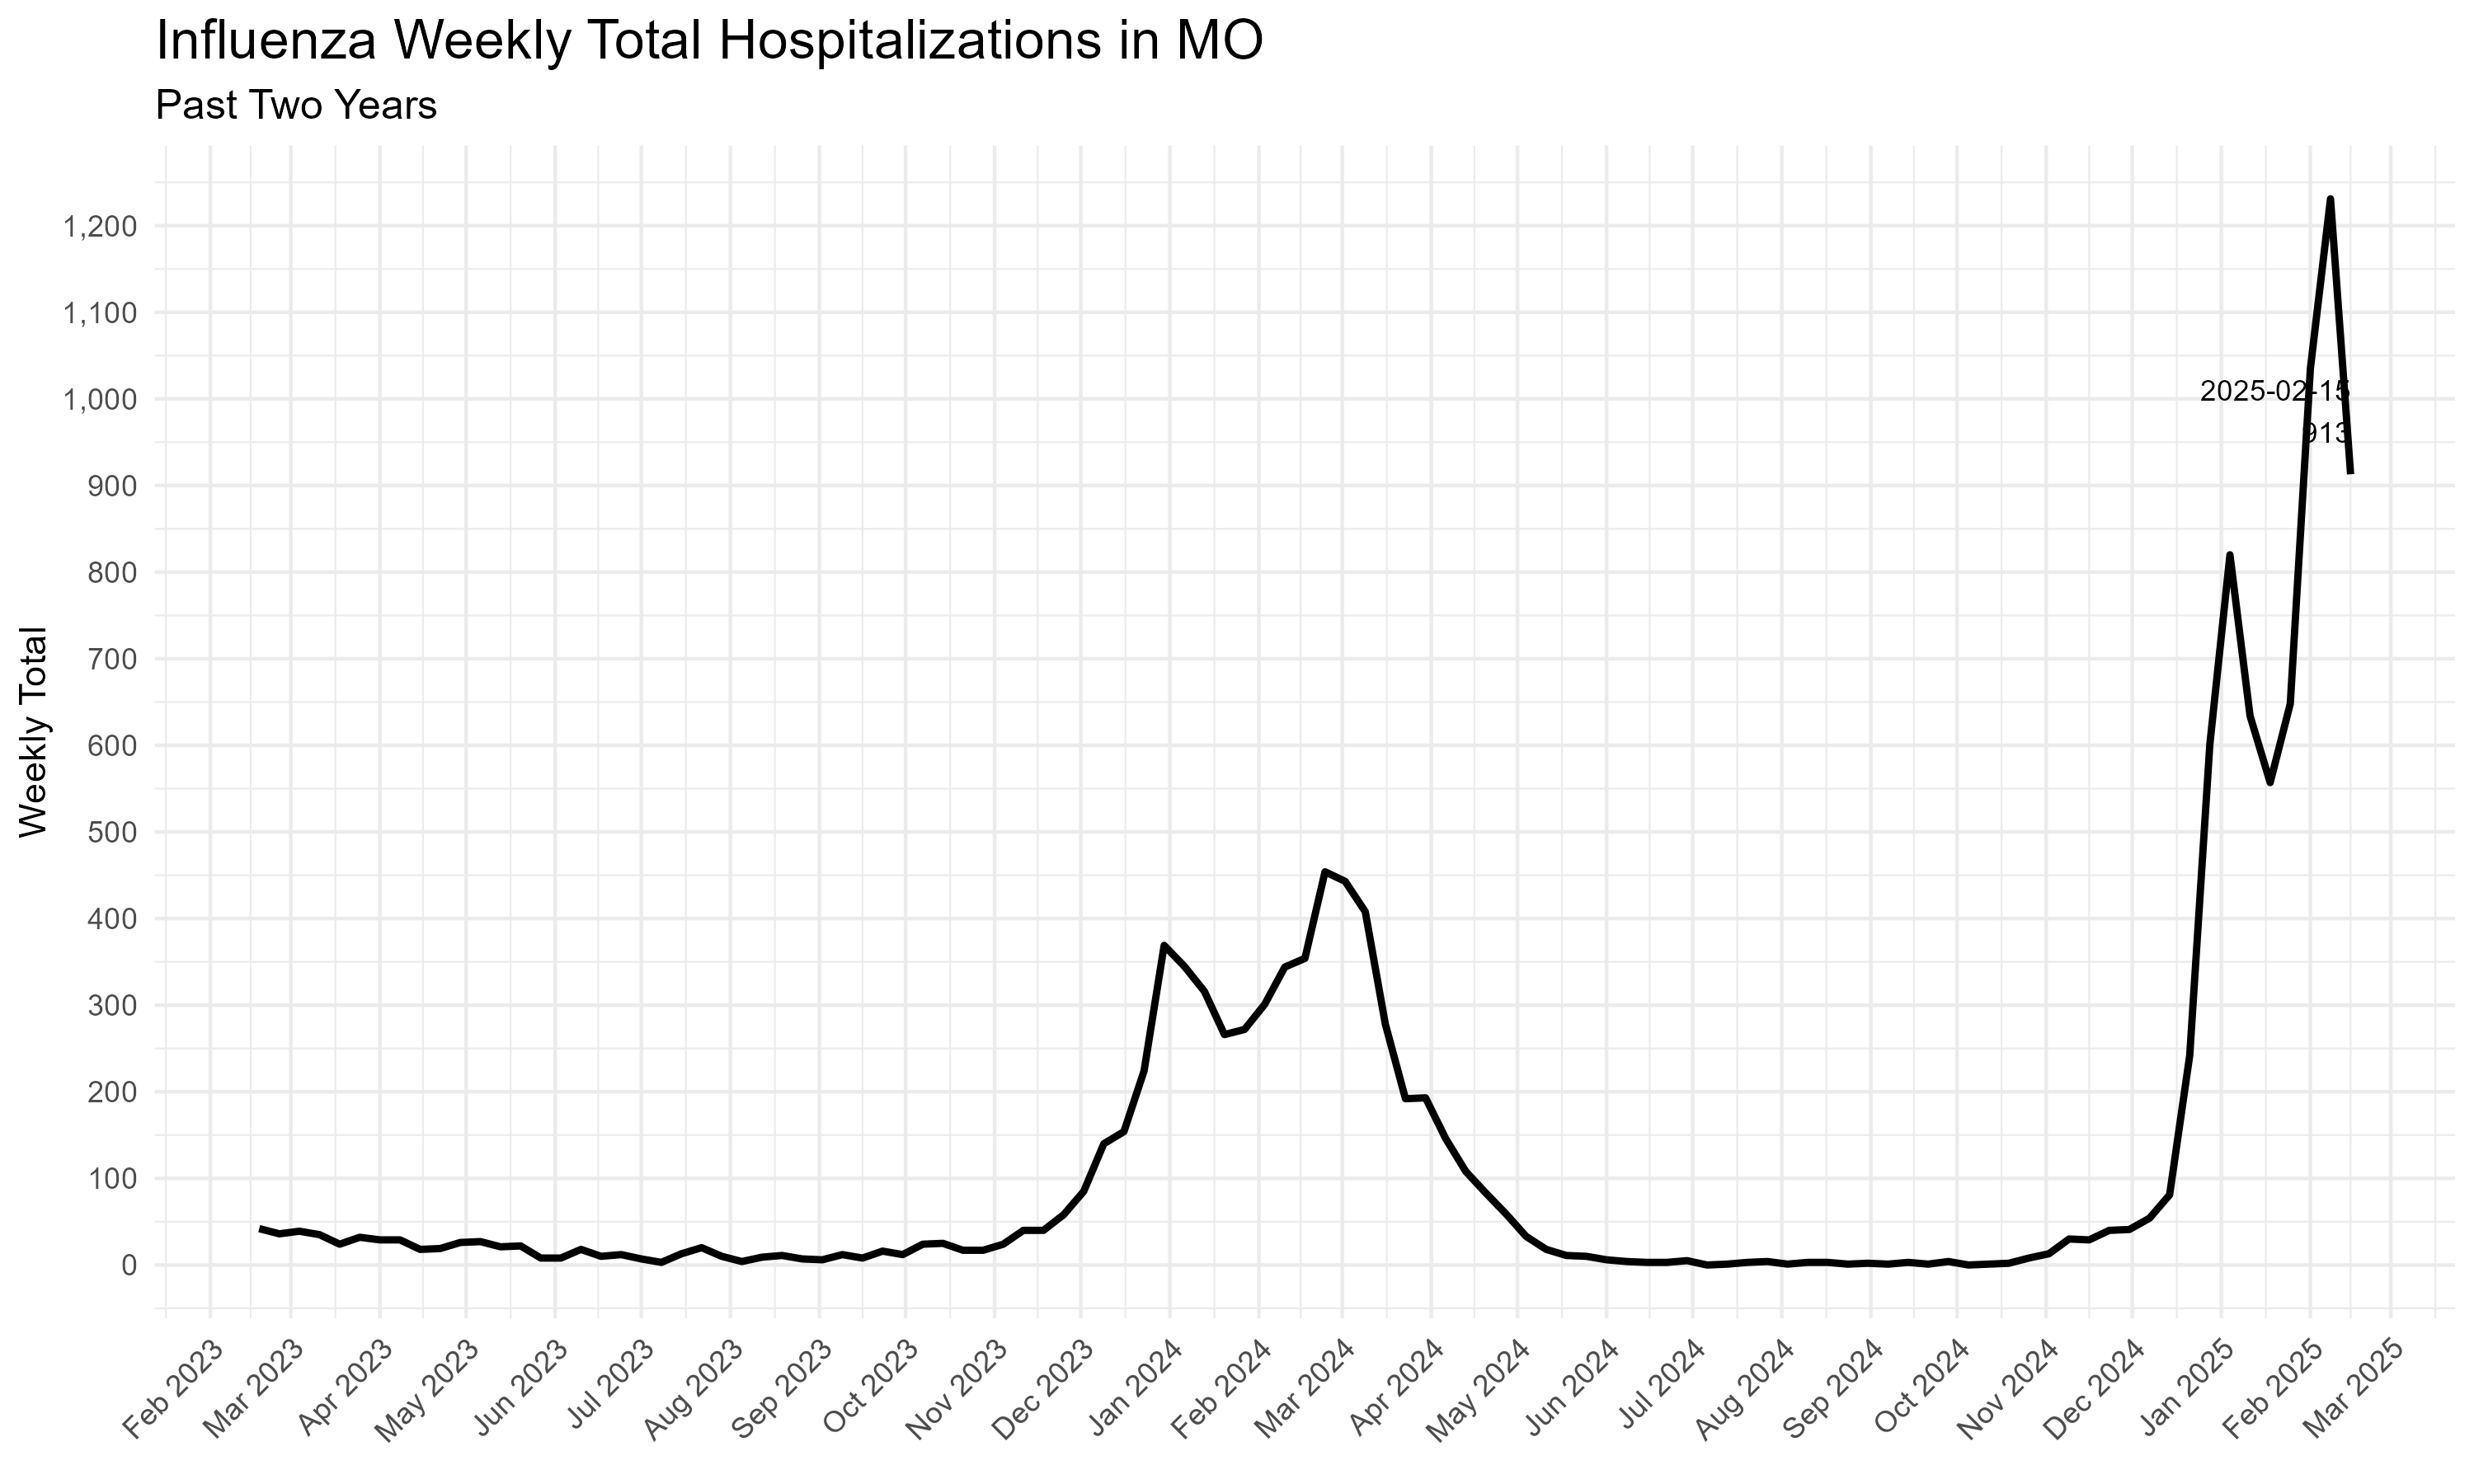 Influenza Weekly Total Hospitalizations in MO
Past Two Years
Weekly Total
1,200
1,100
1,000
900
800
700
600
500
400
300
200
100
0
2025-02-15
913
Feb 2023
Mar 2023
Apr 2023
May 2023
Jun 2023
Jul 2023
Aug 2023
Sep 2023
Oct 2023
Nov 2023
Dec 2023
Jan 2024
Feb 2024
Mar 2024
Apr 2024
May 2024
Jun 2024
Jul 2024
Aug 2024
Sep 2024
Oct 2024
Nov 2024
Dec 2024
Jan 2025
Feb 2025
Mar 2025